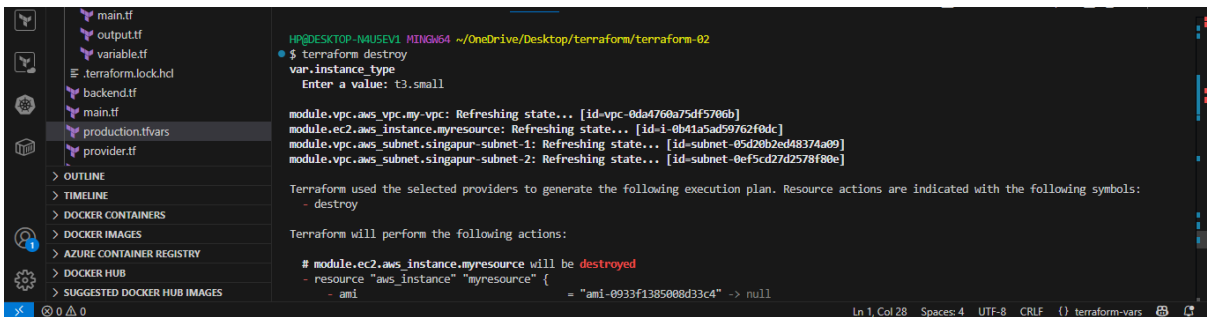 main.tf
output.tf
variable.tf
.terraform.lock.hcl
backend.tf
main.tf
production.tfvars
provider.tf
OUTLINE
TIMELINE
DOCKER CONTAINERS
DOCKER IMAGES
AZURE CONTAINER REGISTRY
DOCKER HUB
SUGGESTED DOCKER HUB IMAGES
HP@DESKTOP-N4U5EV1 MINGW64 ~/OneDrive/Desktop/terraform/terraform-02
$ terraform destroy
var.instance_type
Enter a value: t3.small
module.vpc.aws_vpc.my-vpc: Refreshing state... [id=vpc-0da4760a75df5706b]
module.ec2.aws_instance.myresource: Refreshing state... [id=i-0b41a5ad59762f0dc]
module.vpc.aws_subnet.singapur-subnet-1: Refreshing state... [id=subnet-05d20b2ed48374a09]
module.vpc.aws_subnet.singapur-subnet-2: Refreshing state... [id=subnet-0ef5cd27d2578f80e]
Terraform used the selected providers to generate the following execution plan. Resource actions are indicated with the following symbols:
- destroy
Terraform will perform the following actions:
# module.ec2.aws_instance.myresource will be destroyed
- resource "aws_instance" "myresource" {
- ami = "ami-0933f1385008d33c4" -> null
1
0 0 Ln 1, Col 28 Spaces: 4 UTF-8 CRLF {} terraform-vars